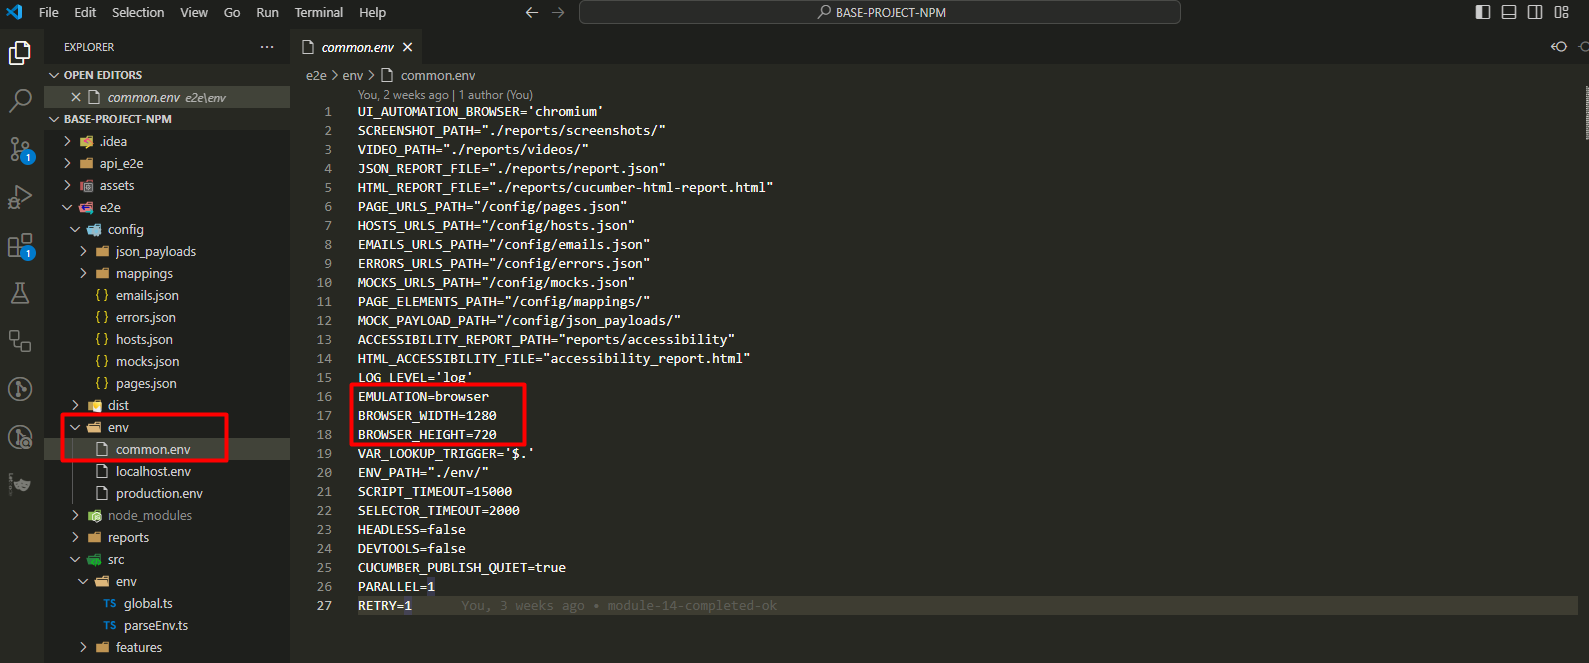 File Edit Selection View Go Run Terminal Help
BASE-PROJECT-NPM
EXPLORER
OPEN EDITORS
common.env e2e\env
BASE-PROJECT-NPM
.idea
api_e2e
assets
e2e
config
json_payloads
mappings
{ } emails.json
{ } errors.json
{ } hosts.json
{ } mocks.json
{ } pages.json
dist
env
common.env
localhost.env
production.env
node_modules
reports
src
env
TS global.ts
TS parseEnv.ts
features
1
1
common.env
e2e > env > common.env
You, 2 weeks ago | 1 author (You)
1 UI_AUTOMATION_BROWSER='chromium'
2 SCREENSHOT_PATH="./reports/screenshots/"
3 VIDEO_PATH="./reports/videos/"
4 JSON_REPORT_FILE="./reports/report.json"
5 HTML_REPORT_FILE="./reports/cucumber-html-report.html"
6 PAGE_URLS_PATH="/config/pages.json"
7 HOSTS_URLS_PATH="/config/hosts.json"
8 EMAILS_URLS_PATH="/config/emails.json"
9 ERRORS_URLS_PATH="/config/errors.json"
10 MOCKS_URLS_PATH="/config/mocks.json"
11 PAGE_ELEMENTS_PATH="/config/mappings/"
12 MOCK_PAYLOAD_PATH="/config/json_payloads/"
13 ACCESSIBILITY_REPORT_PATH="reports/accessibility"
14 HTML_ACCESSIBILITY_FILE="accessibility_report.html"
15 LOG_LEVEL='log'
16 EMULATION=browser
17 BROWSER_WIDTH=1280
18 BROWSER_HEIGHT=720
19 VAR_LOOKUP_TRIGGER='$.'
20 ENV_PATH="./env/"
21 SCRIPT_TIMEOUT=15000
22 SELECTOR_TIMEOUT=2000
23 HEADLESS=false
24 DEVTOOLS=false
25 CUCUMBER_PUBLISH_QUIET=true
26 PARALLEL=1
27 RETRY=1 You, 3 weeks ago • module-14-completed-ok